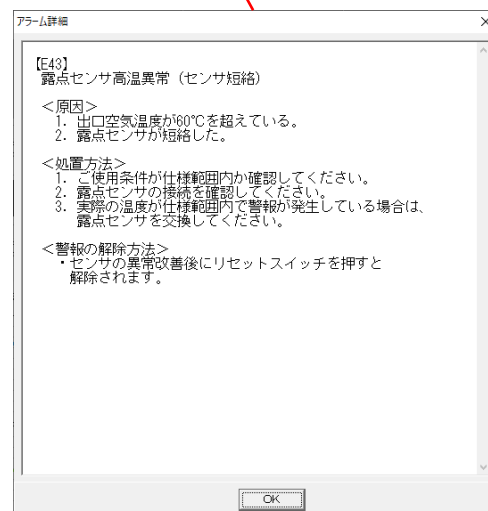 アラーム詳細
【E43】
露点センサ高温異常（センサ短絡）
＜原因＞
1. 出口空気温度が60℃を超えている。
2. 露点センサが短絡した。
＜処置方法＞
1. ご使用条件が仕様範囲内か確認してください。
2. 露点センサの接続を確認してください。
3. 実際の温度が仕様範囲内で警報が発生している場合は、
露点センサを交換してください。
＜警報の解除方法＞
・センサの異常改善後にリセットスイッチを押すと
解除されます。
OK